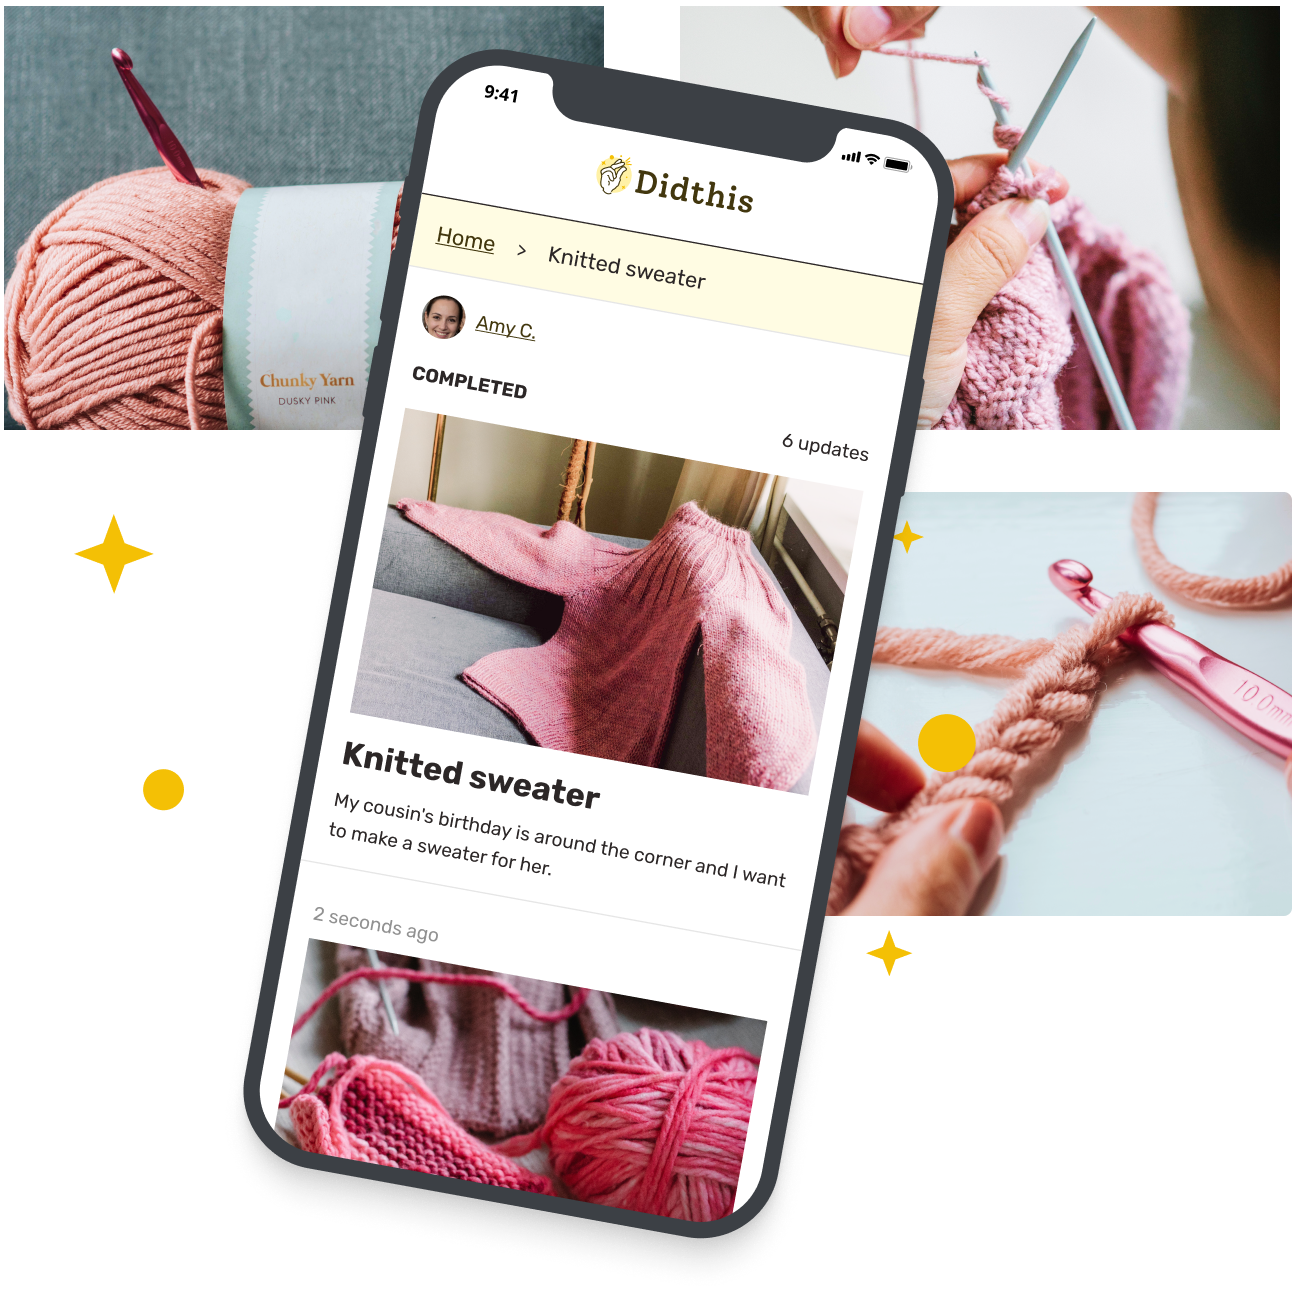 9:41
Didthis
Home > Knitted sweater
Amy C.
COMPLETED
6 updates
Knitted sweater
My cousin's birthday is around the corner and I want
to make a sweater for her.
2 seconds ago
Chunky Yarn
DUSKY PINK
10.0mm